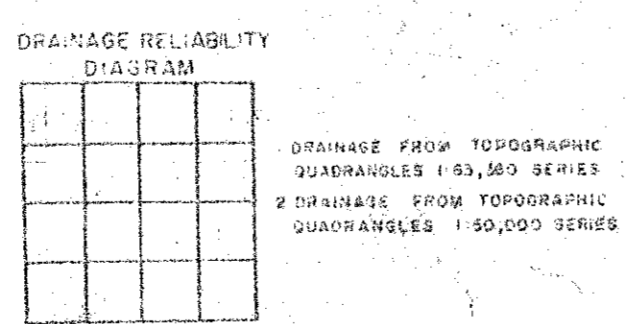 DRAINAGE RELIABILITY
DIAGRAM
DRAINAGE FROM TOPOGRAPHIC
QUADRANGLES 1:63,360 SERIES
2 DRAINAGE FROM TOPOGRAPHIC
QUADRANGLES 1:50,000 SERIES